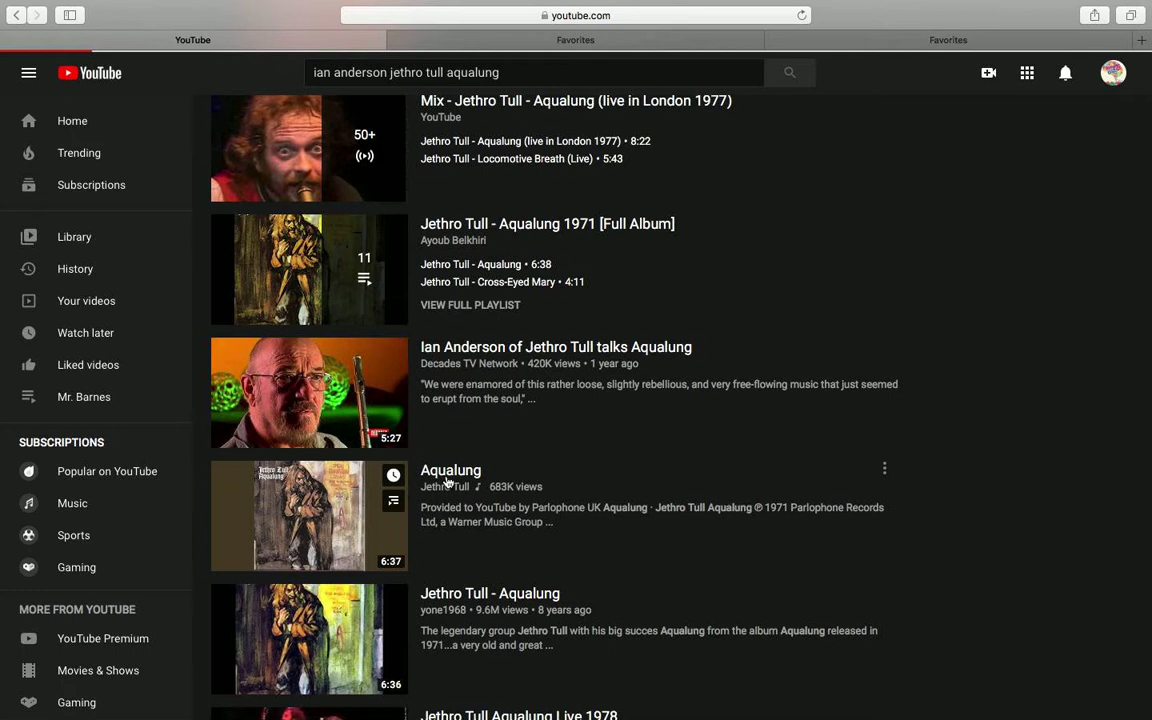 youtube.com
YouTube
Favorites
Favorites
YouTube
ian anderson jethro tull aqualung
Home
Trending
Subscriptions
Library
History
Your videos
Watch later
Liked videos
Mr. Barnes
SUBSCRIPTIONS
Popular on YouTube
Music
Sports
Gaming
MORE FROM YOUTUBE
YouTube Premium
Movies & Shows
Gaming
50+
Mix - Jethro Tull - Aqualung (live in London 1977)
YouTube
Jethro Tull - Aqualung (live in London 1977) • 8:22
Jethro Tull - Locomotive Breath (Live) • 5:43
11
Jethro Tull - Aqualung 1971 [Full Album]
Ayoub Belkhiri
Jethro Tull - Aqualung • 6:38
Jethro Tull - Cross-Eyed Mary • 4:11
VIEW FULL PLAYLIST
5:27
Ian Anderson of Jethro Tull talks Aqualung
Decades TV Network • 420K views • 1 year ago
"We were enamored of this rather loose, slightly rebellious, and very free-flowing music that just seemed
to erupt from the soul," ...
Jethro Tull
Aqualung
6:37
Aqualung
Jethro Tull 683K views
Provided to YouTube by Parlophone UK Aqualung · Jethro Tull Aqualung ℗ 1971 Parlophone Records
Ltd, a Warner Music Group ...
6:36
Jethro Tull - Aqualung
yone1968 • 9.6M views • 8 years ago
The legendary group Jethro Tull with his big succes Aqualung from the album Aqualung released in
1971...a very old and great ...
Jethro Tull Aqualung Live 1978